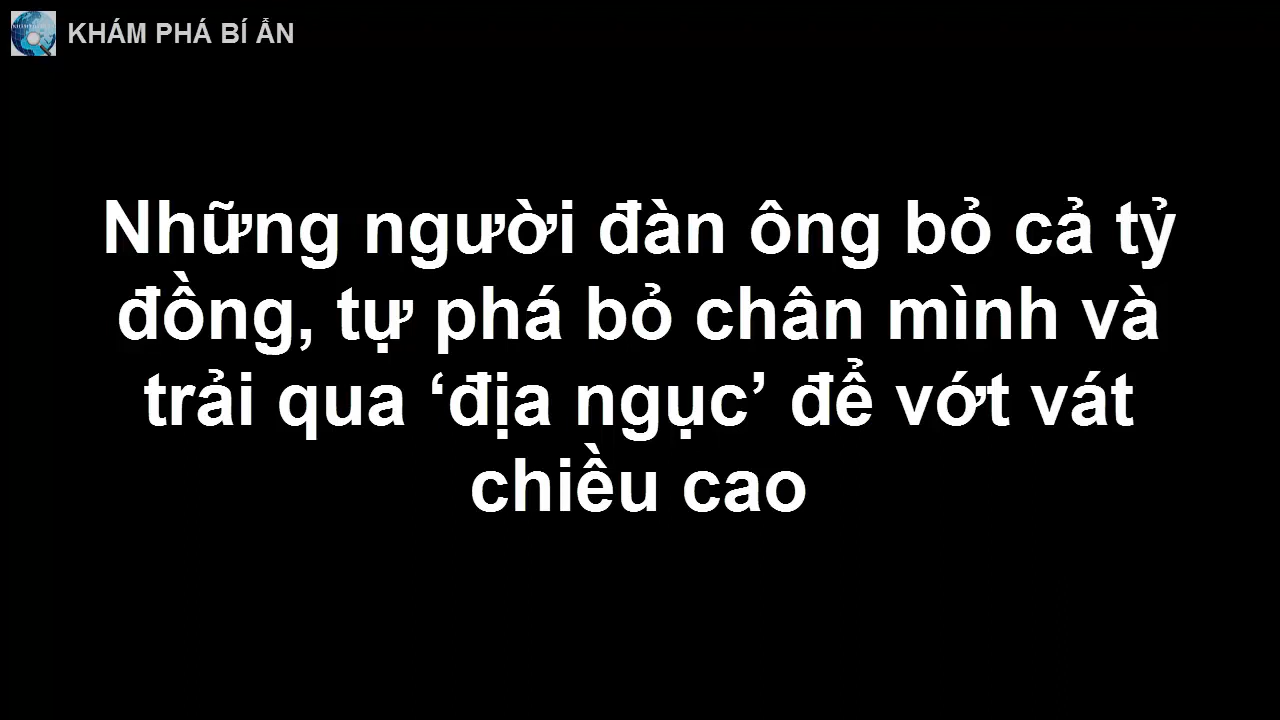 KHÁM PHÁ BÍ ẨN
Những người đàn ông bỏ cả tỷ
đồng, tự phá bỏ chân mình và
trải qua ‘địa ngục’ để vớt vát
chiều cao